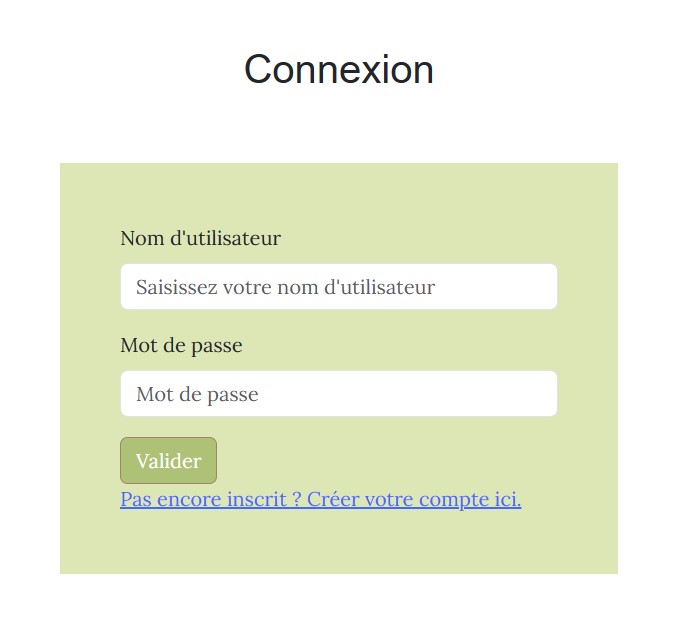 Connexion
Nom d'utilisateur
Saisissez votre nom d'utilisateur
Mot de passe
Mot de passe
Valider
Pas encore inscrit ? Créer votre compte ici.